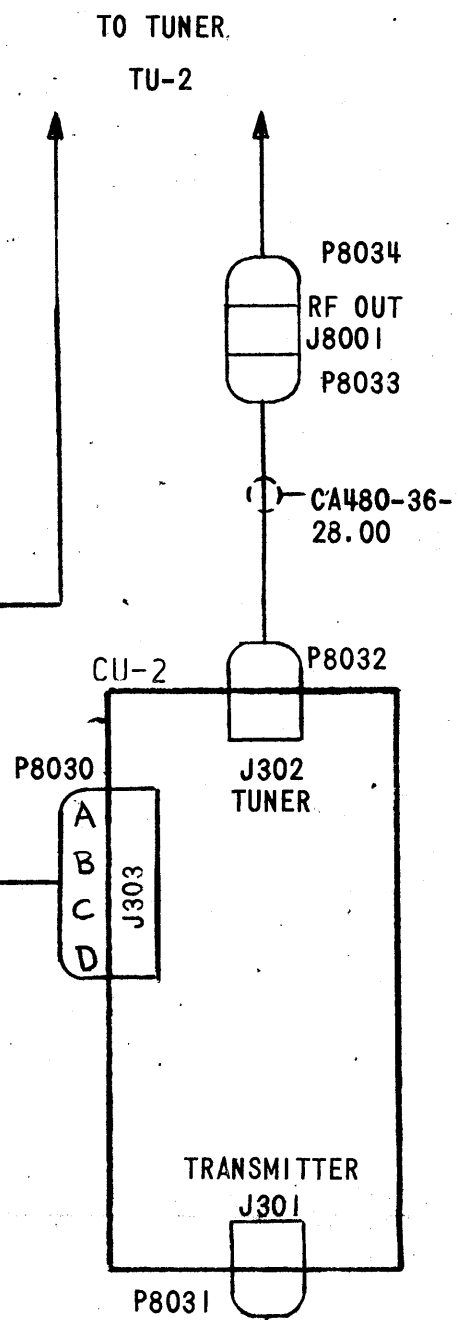 TO TUNER
TU-2
P8034
RF OUT
J8001
P8033
CA480-36-
28.00
P8032
CU-2
P8030
J302
TUNER
A
B
C
D
J303
TRANSMITTER
J301
P8031